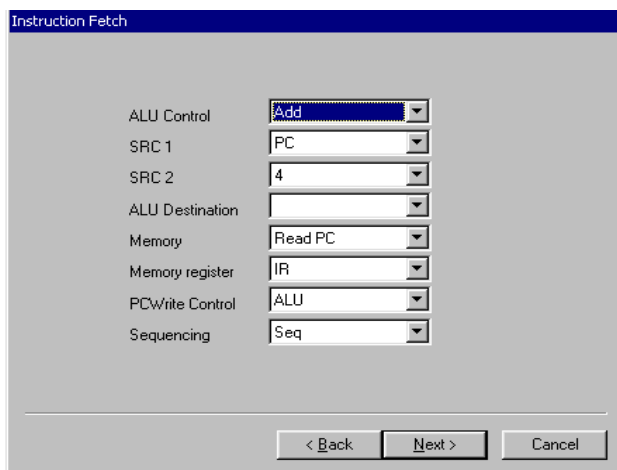 Instruction Fetch
ALU Control Add
SRC 1 PC
SRC 2 4
ALU Destination
Memory Read PC
Memory register IR
PCWrite Control ALU
Sequencing Seq
< Back Next > Cancel